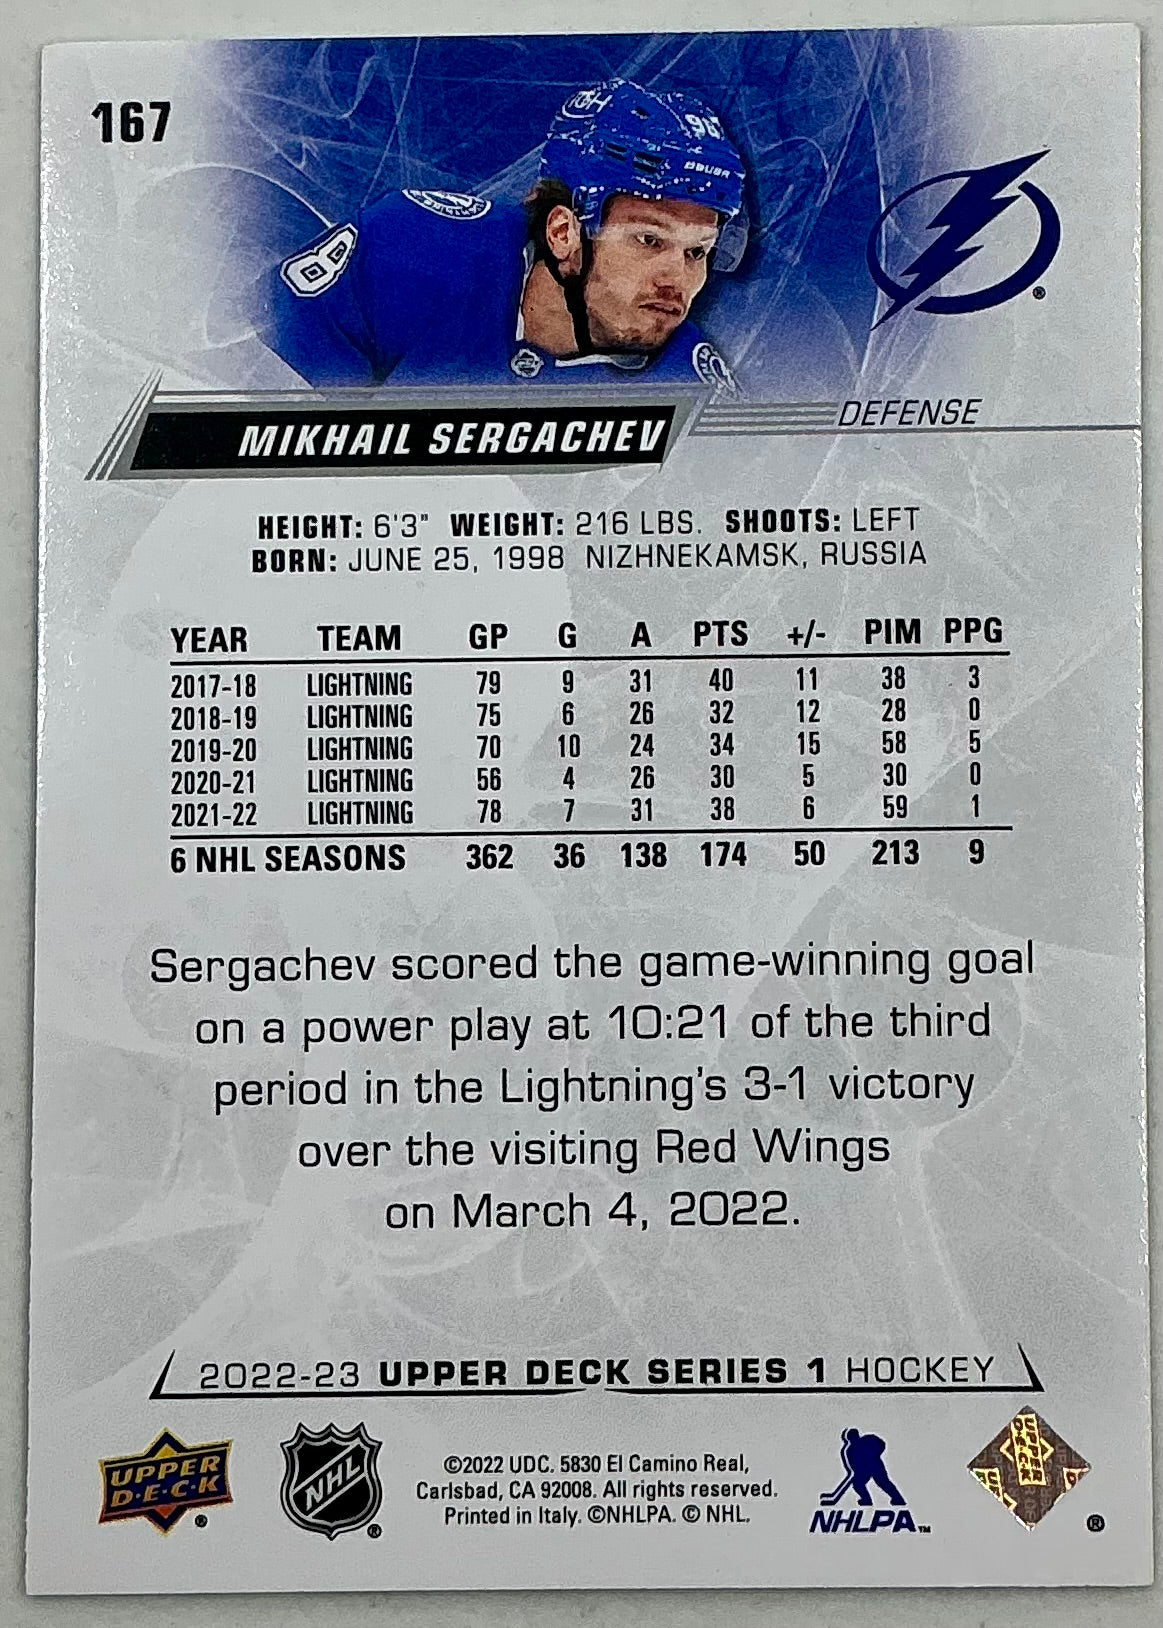 167
98
BAUER
8
DEFENSE
MIKHAIL SERGACHEV
HEIGHT: 6'3" WEIGHT: 216 LBS. SHOOTS: LEFT
BORN: JUNE 25, 1998 NIZHNEKAMSK, RUSSIA
YEAR TEAM GP G A PTS +/- PIM PPG
2017-18 LIGHTNING 79 9 31 40 11 38 3
2018-19 LIGHTNING 75 6 26 32 12 28 0
2019-20 LIGHTNING 70 10 24 34 15 58 5
2020-21 LIGHTNING 56 4 26 30 5 30 0
2021-22 LIGHTNING 78 7 31 38 6 59 1
6 NHL SEASONS 362 36 138 174 50 213 9
Sergachev scored the game-winning goal
on a power play at 10:21 of the third
period in the Lightning's 3-1 victory
over the visiting Red Wings
on March 4, 2022.
2022-23 UPPER DECK SERIES 1 HOCKEY
UPPER
D·E·C·K ®
NHL ®
©2022 UDC. 5830 El Camino Real,
Carlsbad, CA 92008. All rights reserved.
Printed in Italy. ©NHLPA. © NHL.
NHLPA™
UPPER
DECK
®